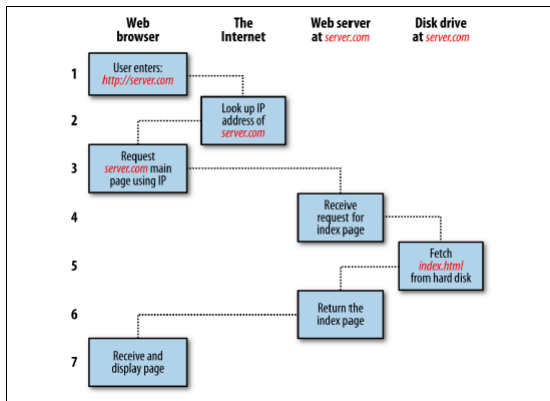 Web
browser
The
Internet
Web server
at server.com
Disk drive
at server.com
1
User enters:
http://server.com
2
Look up IP
address of
server.com
3
Request
server.com main
page using IP
4
Receive
request for
index page
5
Fetch
index.html
from hard disk
6
Return the
index page
7
Receive and
display page